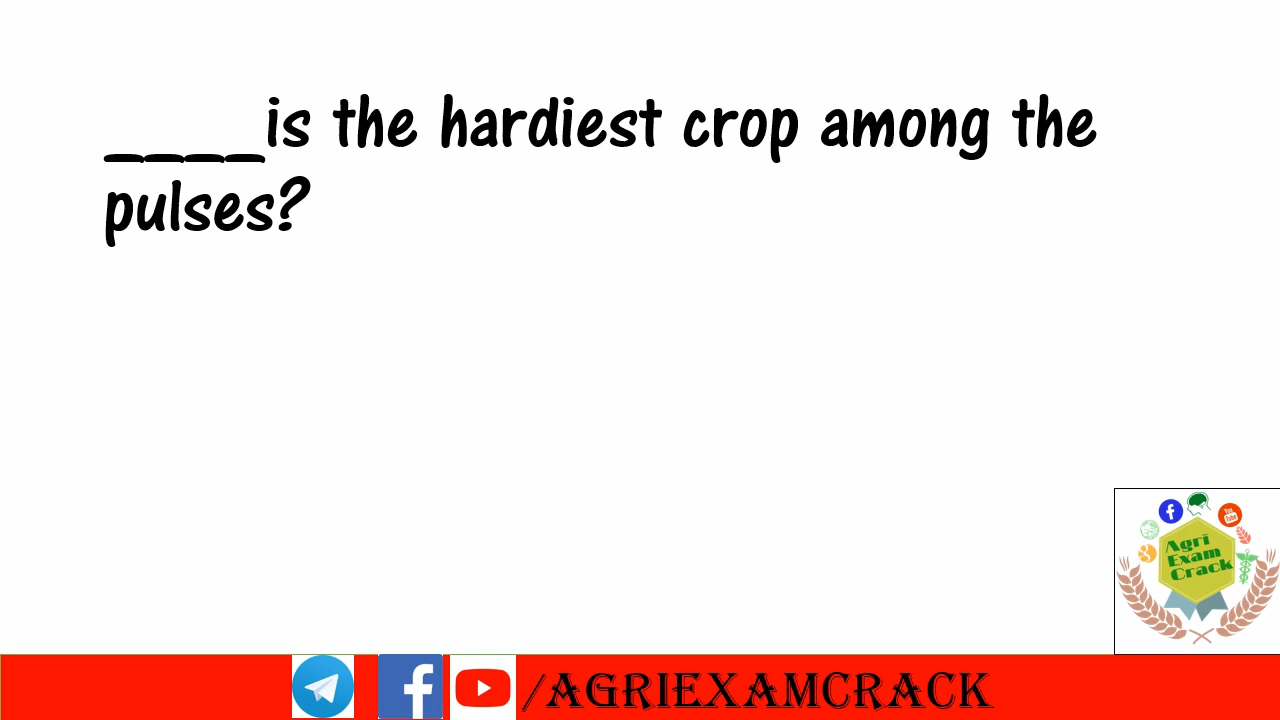 ____is the hardiest crop among the
pulses?
Agri
Exam
Crack
/AGRIEXAMCRACK